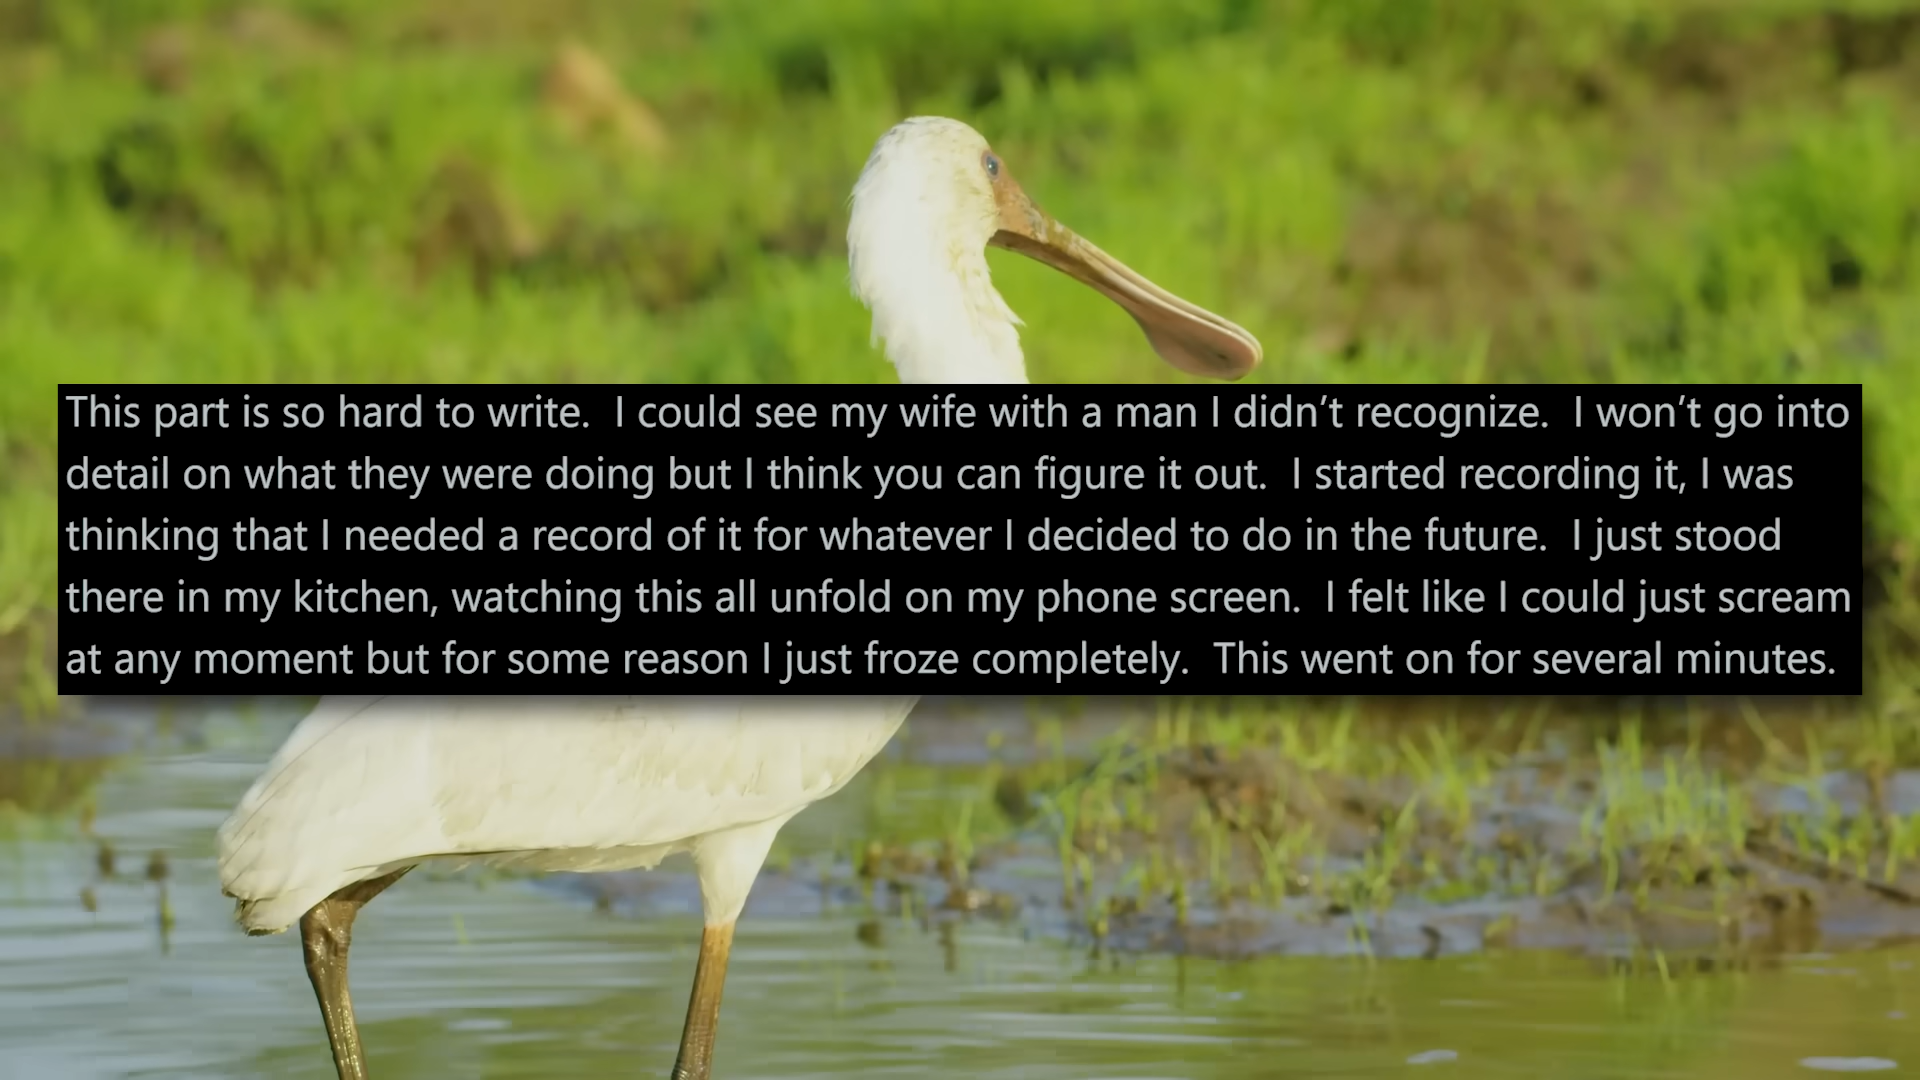 This part is so hard to write.  I could see my wife with a man I didn’t recognize.  I won’t go into
detail on what they were doing but I think you can figure it out.  I started recording it, I was
thinking that I needed a record of it for whatever I decided to do in the future.  I just stood
there in my kitchen, watching this all unfold on my phone screen.  I felt like I could just scream
at any moment but for some reason I just froze completely.  This went on for several minutes.